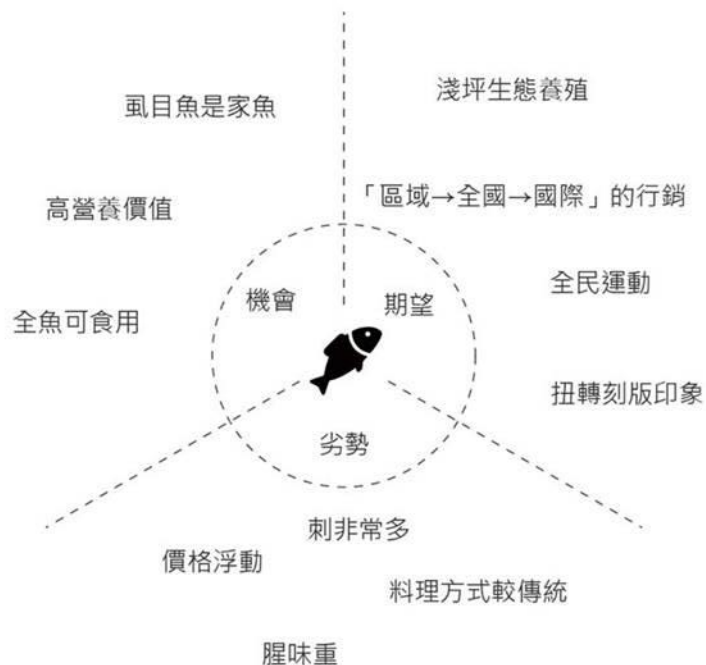 虱目魚是家魚
高營養價值
全魚可食用
機會
淺坪生態養殖
「區域→全國→國際」的行銷
全民運動
扭轉刻版印象
期望
劣勢
刺非常多
價格浮動
料理方式較傳統
腥味重